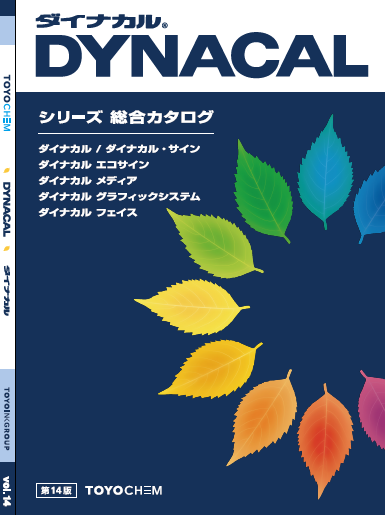 ダイナカル®
DYNACAL
シリーズ 総合カタログ
ダイナカル / ダイナカル・サイン
ダイナカル エコサイン
ダイナカル メディア
ダイナカル グラフィックシステム
ダイナカル フェイス
第14版 TOYOCHEM
TOYOCHEM
DYNACAL
ダイナカル
TOYOINKGROUP
vol. 14